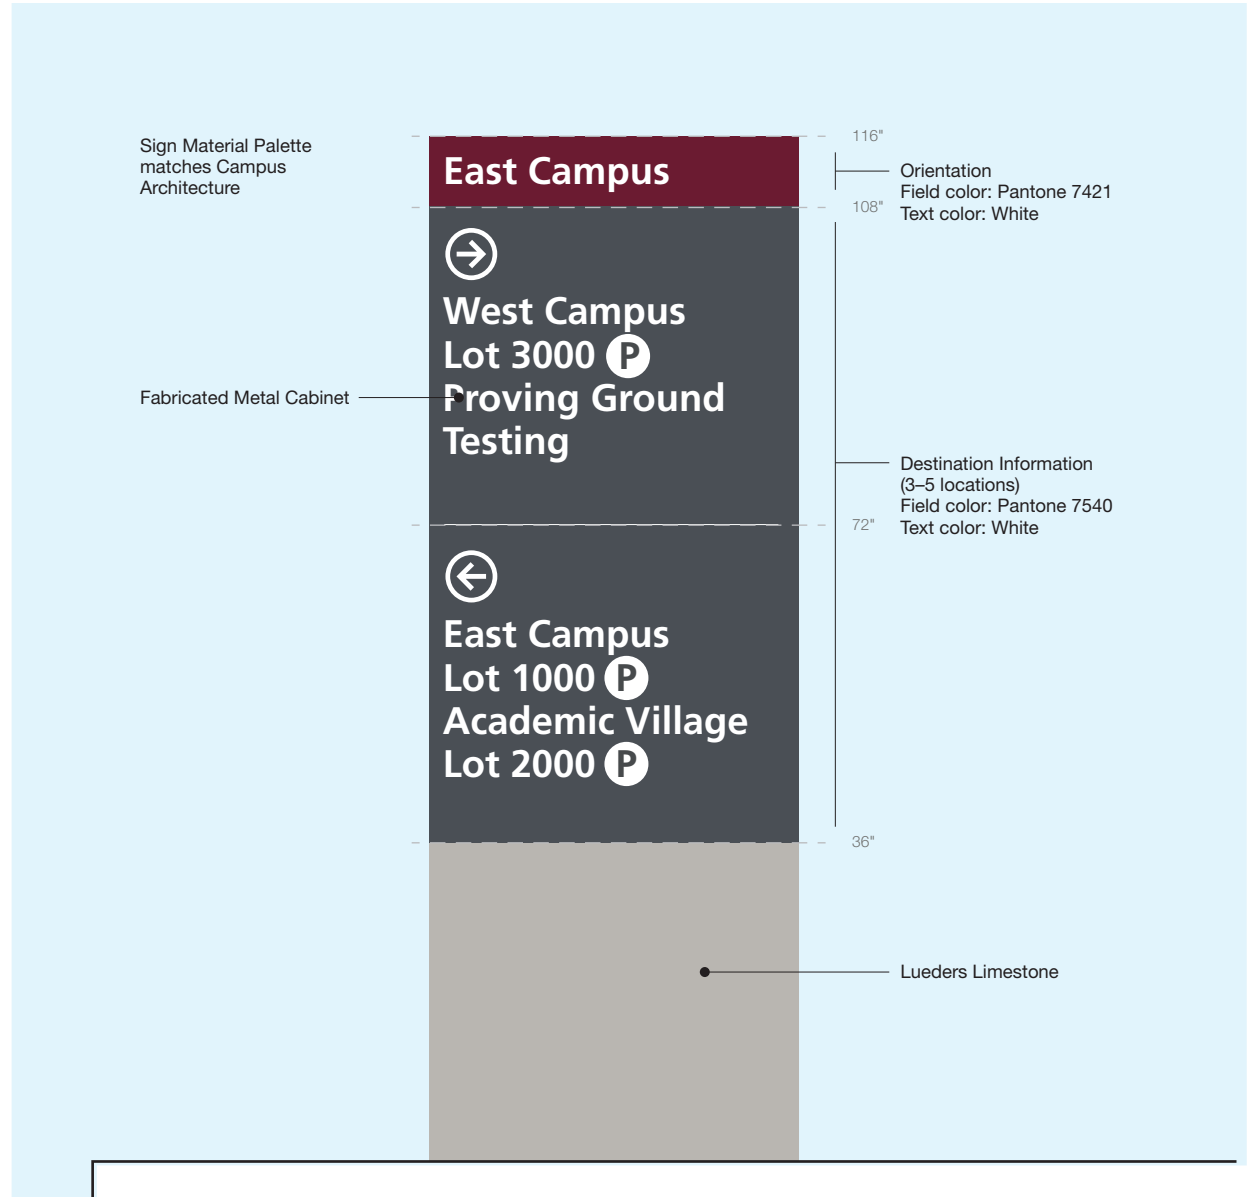 Sign Material Palette
matches Campus
Architecture
116"
East Campus
Orientation
Field color: Pantone 7421
Text color: White
108"
West Campus
Lot 3000 P
Proving Ground
Testing
Fabricated Metal Cabinet
Destination Information
(3–5 locations)
Field color: Pantone 7540
Text color: White
72"
East Campus
Lot 1000 P
Academic Village
Lot 2000 P
36"
Lueders Limestone